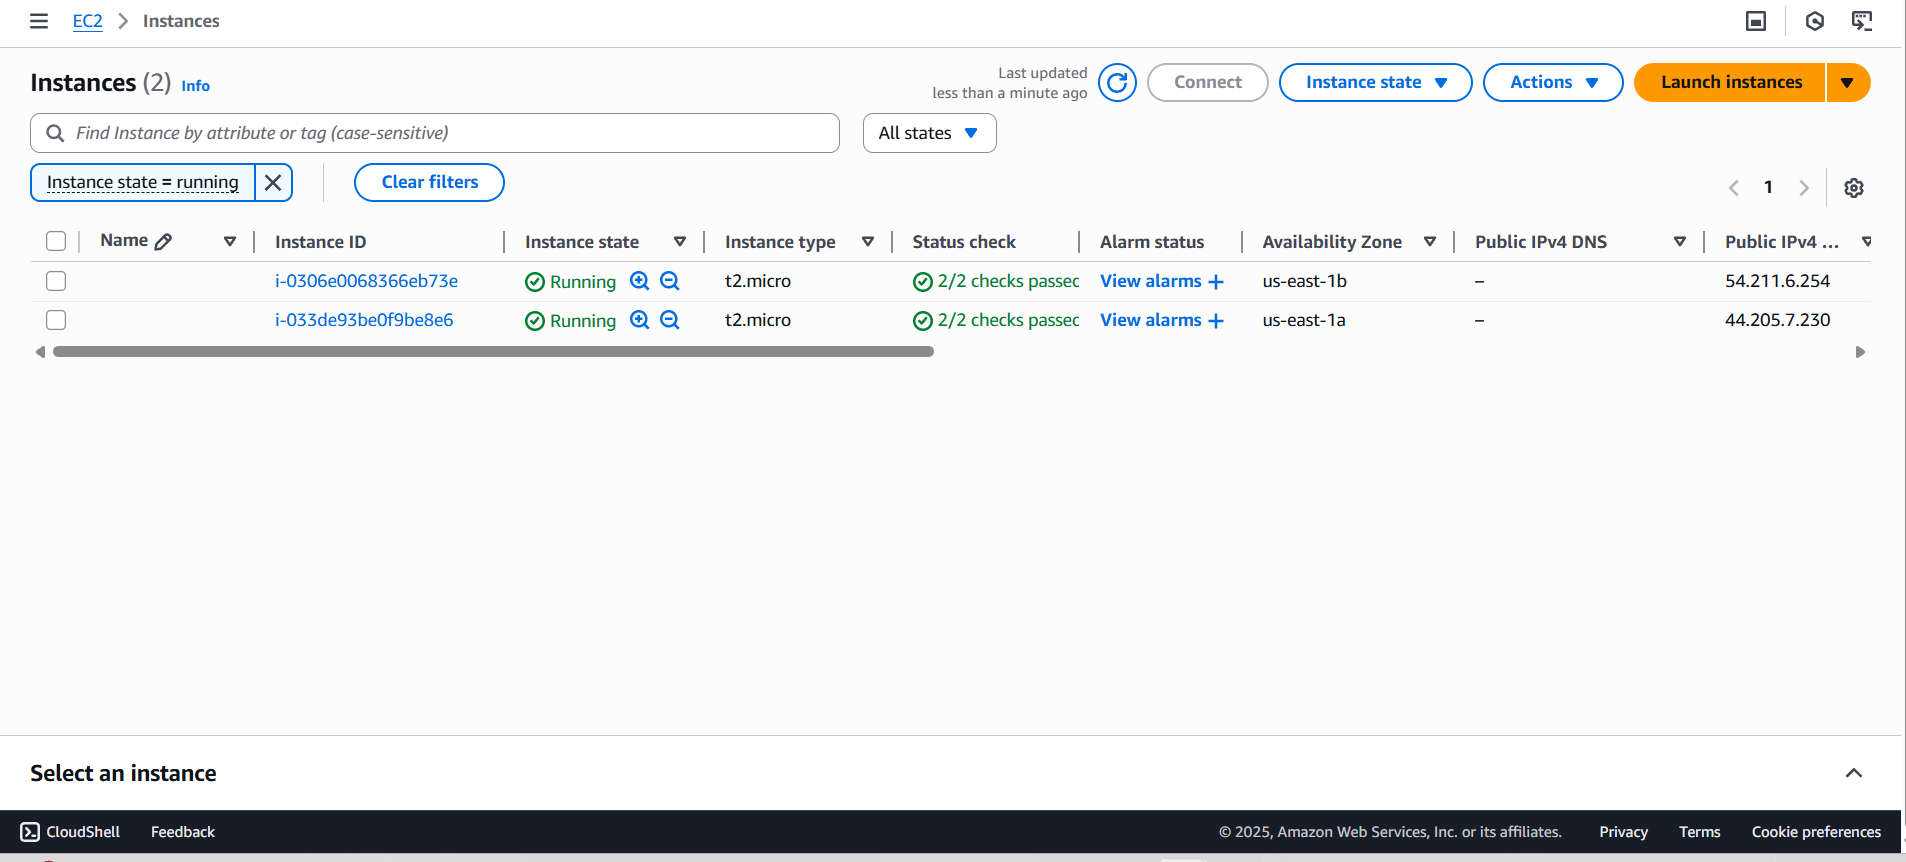 EC2 > Instances
Instances (2) Info
Last updated
less than a minute ago
Connect
Instance state
Actions
Launch instances
Find Instance by attribute or tag (case-sensitive)
All states
Instance state = running
Clear filters
1
Name Instance ID Instance state Instance type Status check Alarm status Availability Zone Public IPv4 DNS Public IPv4 ...
i-0306e0068366eb73e Running t2.micro 2/2 checks passec View alarms + us-east-1b – 54.211.6.254
i-033de93be0f9be8e6 Running t2.micro 2/2 checks passec View alarms + us-east-1a – 44.205.7.230
Select an instance
CloudShell Feedback © 2025, Amazon Web Services, Inc. or its affiliates. Privacy Terms Cookie preferences